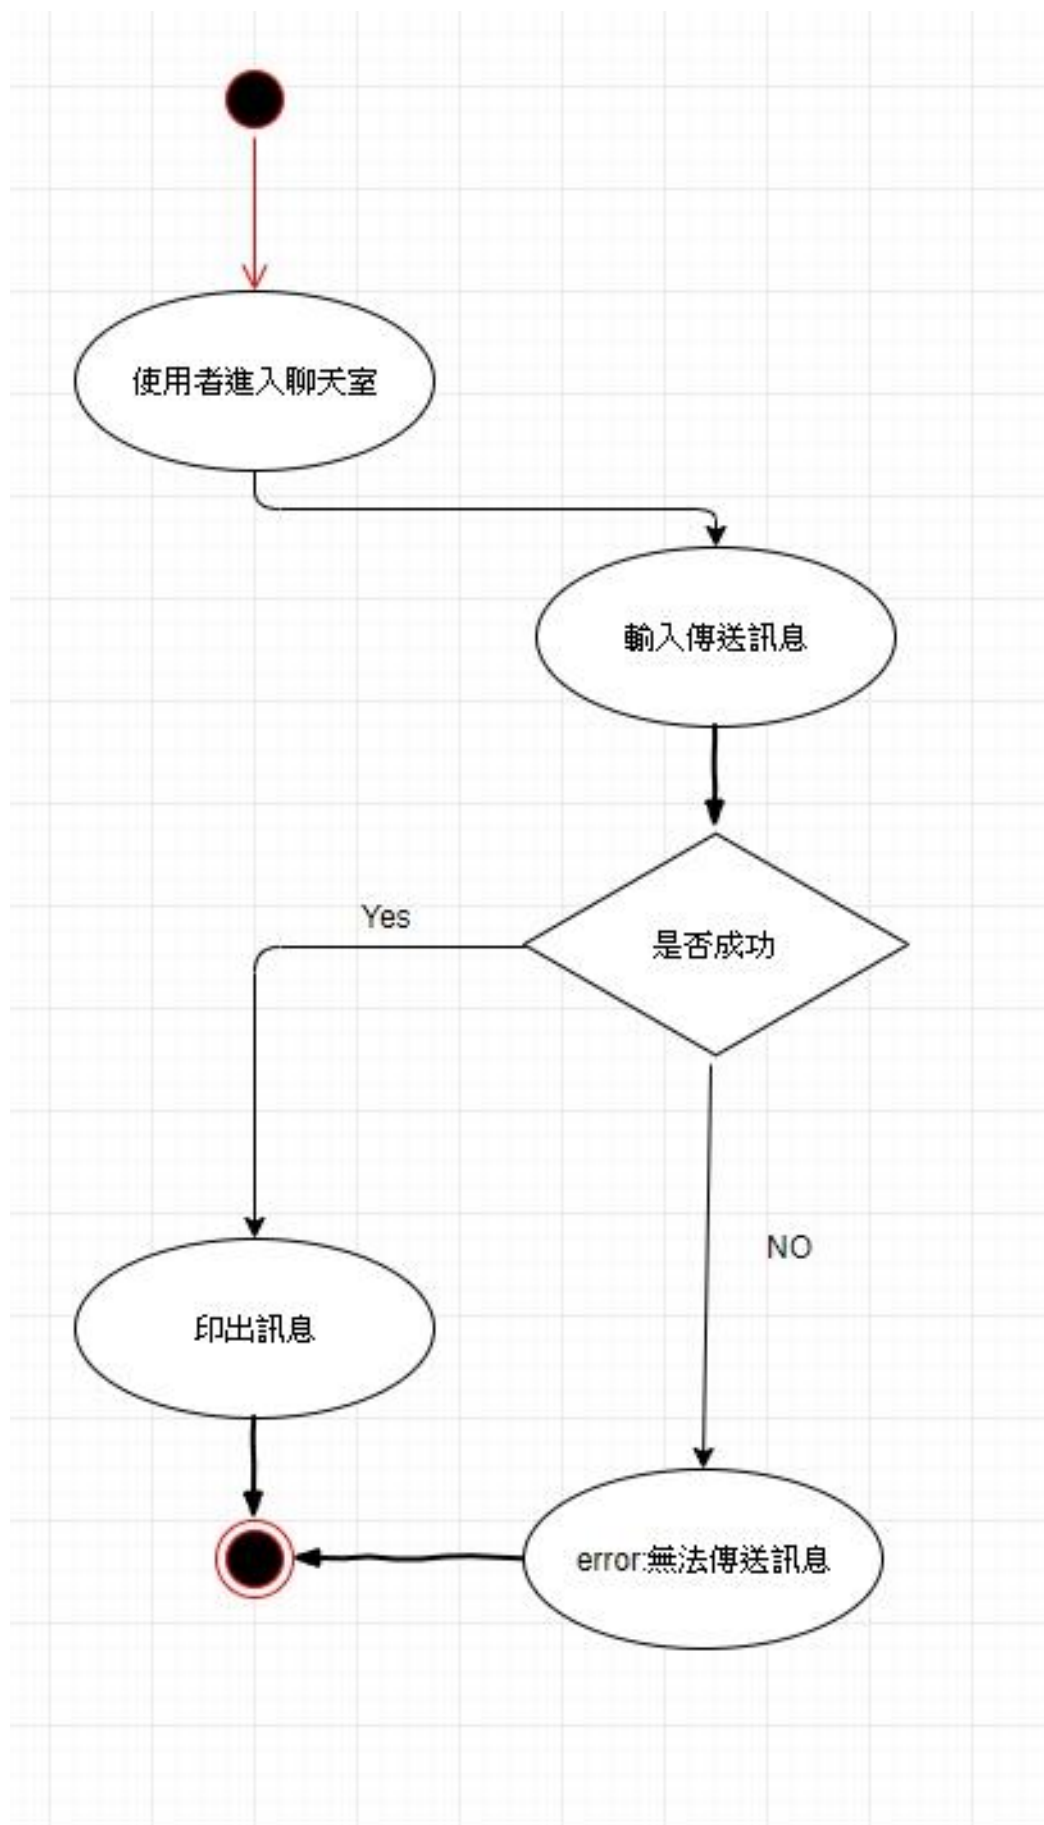 使用者進入聊天室
輸入傳送訊息
是否成功
Yes
NO
印出訊息
error:無法傳送訊息